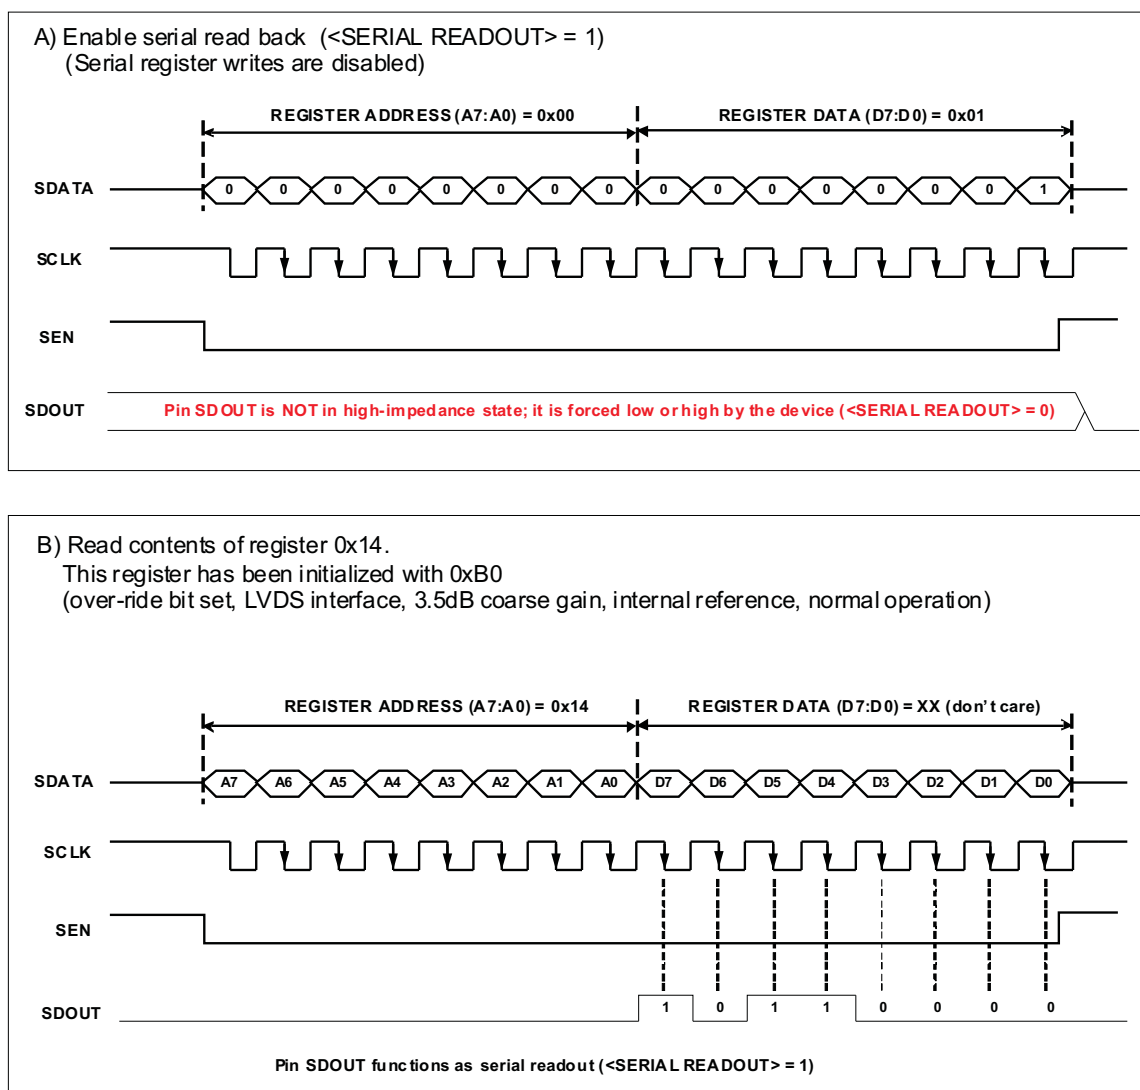 A) Enable serial read back (<SERIAL READOUT> = 1)
(Serial register writes are disabled)
REGISTER ADDRESS (A7:A0) = 0x00 REGISTER DATA (D7:D0) = 0x01
SDATA 0 0 0 0 0 0 0 0 0 0 0 0 0 0 0 1
SCLK
SEN
SDOUT Pin SDOUT is NOT in high-impedance state; it is forced low or high by the device (<SERIAL READOUT> = 0)
B) Read contents of register 0x14.
This register has been initialized with 0xB0
(over-ride bit set, LVDS interface, 3.5dB coarse gain, internal reference, normal operation)
REGISTER ADDRESS (A7:A0) = 0x14 REGISTER DATA (D7:D0) = XX (don't care)
SDATA A7 A6 A5 A4 A3 A2 A1 A0 D7 D6 D5 D4 D3 D2 D1 D0
SCLK
SEN
SDOUT 1 0 1 1 0 0 0 0
Pin SDOUT functions as serial readout (<SERIAL READOUT> = 1)